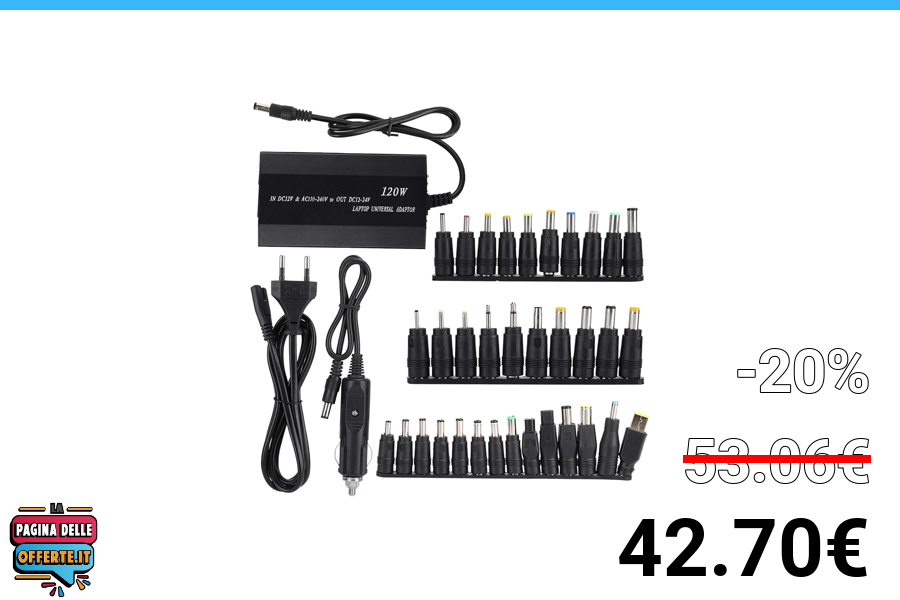 120W
IN DC12V & AC110-240V to OUT DC12-24V
LAPTOP UNIVERSAL ADAPTOR
-20%
53.06€
42.70€
LA
PAGINA DELLE
OFFERTE.IT